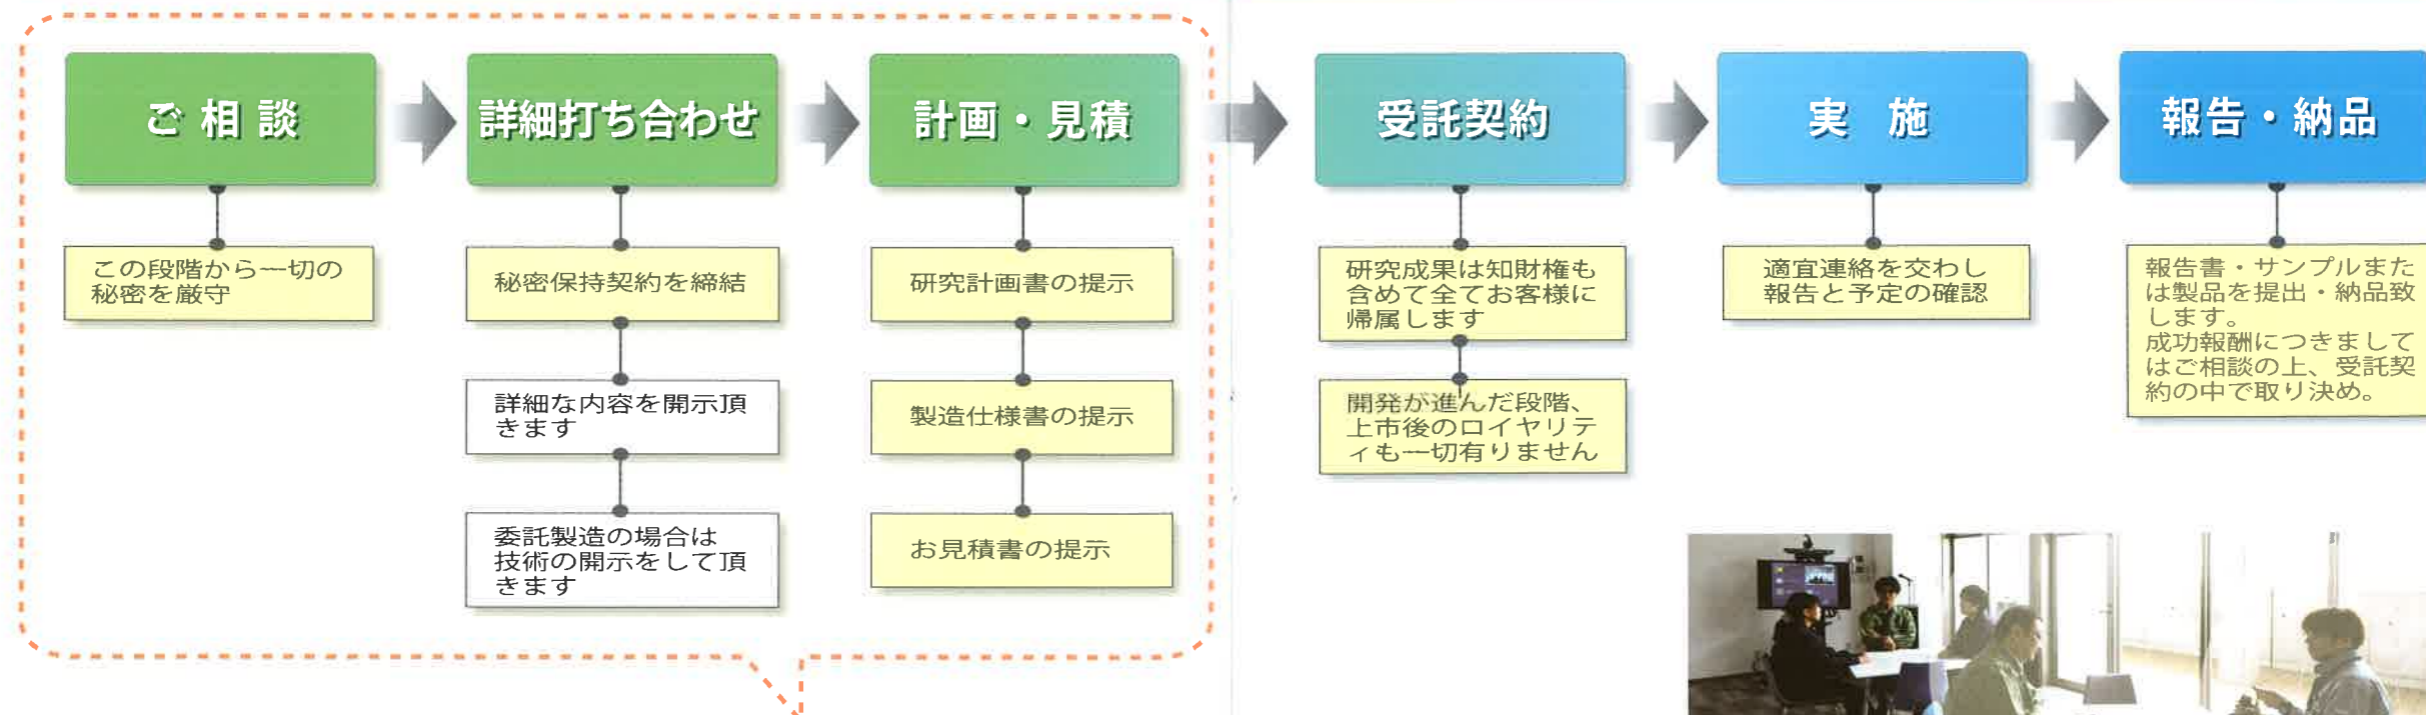 ご相談
この段階から一切の
秘密を厳守
詳細打ち合わせ
秘密保持契約を締結
詳細な内容を開示頂
きます
委託製造の場合は
技術の開示をして頂
きます
計画・見積
研究計画書の提示
製造仕様書の提示
お見積書の提示
受託契約
研究成果は知財権も
含めて全てお客様に
帰属します
開発が進んだ段階、
上市後のロイヤリテ
ィも一切有りません
実 施
適宜連絡を交わし
報告と予定の確認
報告・納品
報告書・サンプルまた
は製品を提出・納品致
します。
成功報酬につきまして
はご相談の上、受託契
約の中で取り決め。